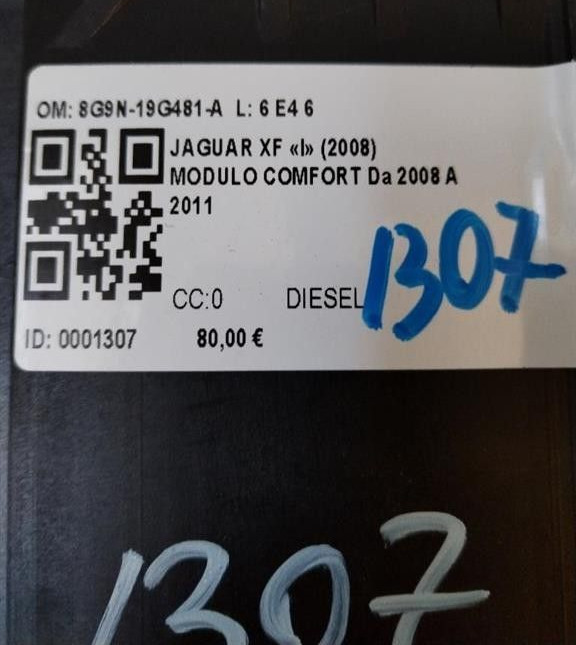 OM: 8G9N-19G481-A L: 6 E4 6
JAGUAR XF «I» (2008)
MODULO COMFORT Da 2008 A
2011
CC:0 DIESEL
1307
ID: 0001307 80,00 €
1307